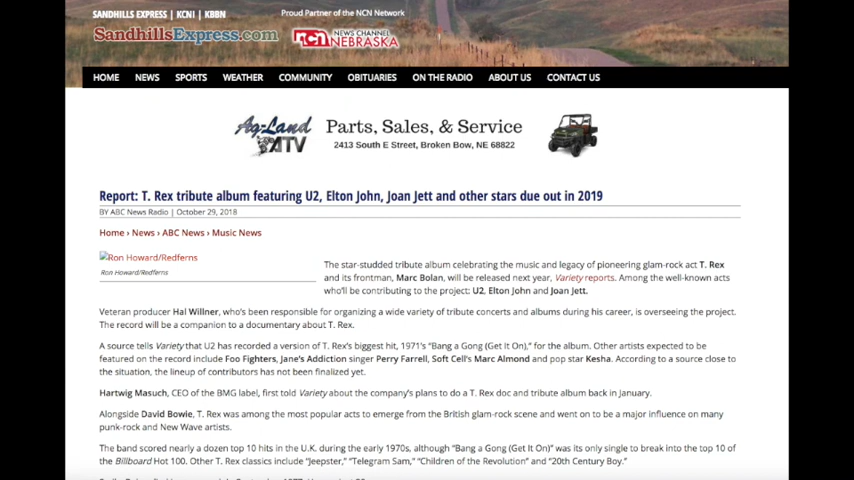 SANDHILLS EXPRESS | KCNI | KBBN
Proud Partner of the NCN Network
SandhillsExpress.com
ncn NEWS CHANNEL NEBRASKA
HOME NEWS SPORTS WEATHER COMMUNITY OBITUARIES ON THE RADIO ABOUT US CONTACT US
Ag-Land ATV
Parts, Sales, & Service
2413 South E Street, Broken Bow, NE 68822
Report: T. Rex tribute album featuring U2, Elton John, Joan Jett and other stars due out in 2019
BY ABC News Radio | October 29, 2018
Home › News › ABC News › Music News
Ron Howard/Redferns
Ron Howard/Redferns
The star-studded tribute album celebrating the music and legacy of pioneering glam-rock act T. Rex
and its frontman, Marc Bolan, will be released next year, Variety reports. Among the well-known acts
who'll be contributing to the project: U2, Elton John and Joan Jett.
Veteran producer Hal Willner, who's been responsible for organizing a wide variety of tribute concerts and albums during his career, is overseeing the project.
The record will be a companion to a documentary about T. Rex.
A source tells Variety that U2 has recorded a version of T. Rex's biggest hit, 1971's "Bang a Gong (Get It On)," for the album. Other artists expected to be
featured on the record include Foo Fighters, Jane's Addiction singer Perry Farrell, Soft Cell's Marc Almond and pop star Kesha. According to a source close to
the situation, the lineup of contributors has not been finalized yet.
Hartwig Masuch, CEO of the BMG label, first told Variety about the company's plans to do a T. Rex doc and tribute album back in January.
Alongside David Bowie, T. Rex was among the most popular acts to emerge from the British glam-rock scene and went on to be a major influence on many
punk-rock and New Wave artists.
The band scored nearly a dozen top 10 hits in the U.K. during the early 1970s, although "Bang a Gong (Get It On)" was its only single to break into the top 10 of
the Billboard Hot 100. Other T. Rex classics include "Jeepster," "Telegram Sam," "Children of the Revolution" and "20th Century Boy."